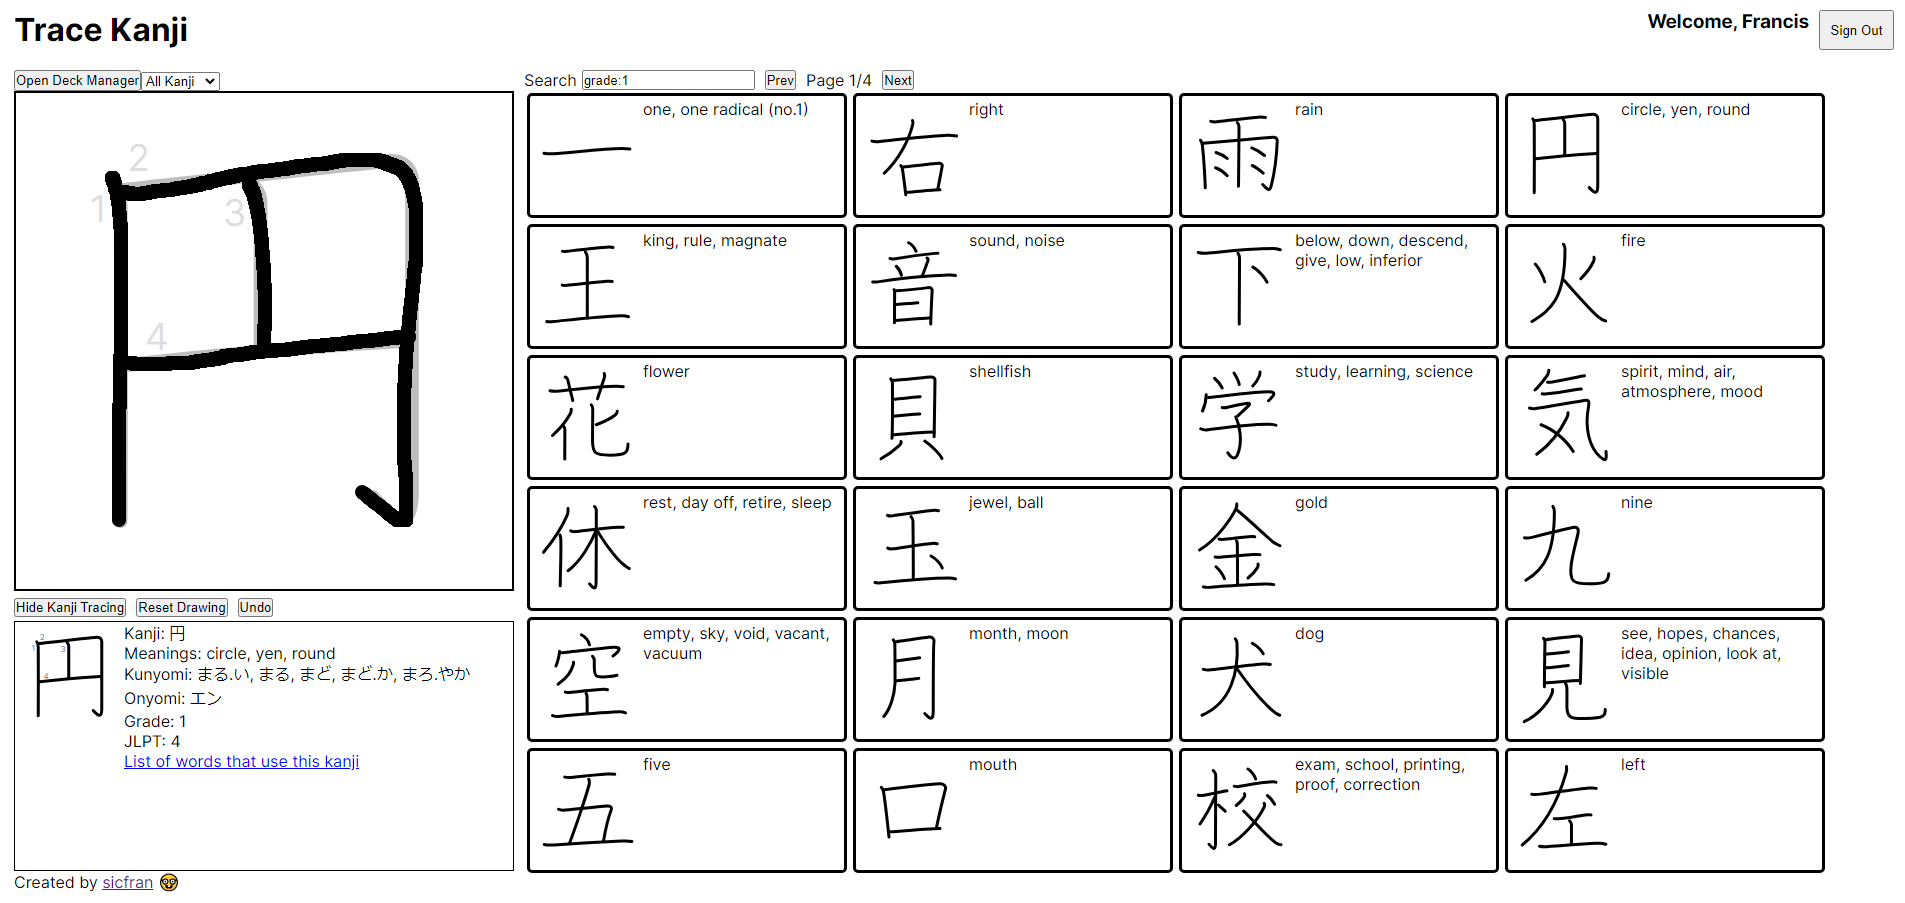 Trace Kanji
Welcome, Francis
Sign Out
Open Deck Manager
All Kanji
Search
grade:1
Prev
Page 1/4
Next
円
1
2
3
4
Hide Kanji Tracing
Reset Drawing
Undo
円
1
2
3
4
Kanji: 円
Meanings: circle, yen, round
Kunyomi: まる.い, まる, まど, まど.か, まろ.やか
Onyomi: エン
Grade: 1
JLPT: 4
List of words that use this kanji
Created by sicfran 🤓
一
one, one radical (no.1)
右
right
雨
rain
円
circle, yen, round
王
king, rule, magnate
音
sound, noise
下
below, down, descend,
give, low, inferior
火
fire
花
flower
貝
shellfish
学
study, learning, science
気
spirit, mind, air,
atmosphere, mood
休
rest, day off, retire, sleep
玉
jewel, ball
金
gold
九
nine
空
empty, sky, void, vacant,
vacuum
月
month, moon
犬
dog
見
see, hopes, chances,
idea, opinion, look at,
visible
五
five
口
mouth
校
exam, school, printing,
proof, correction
左
left